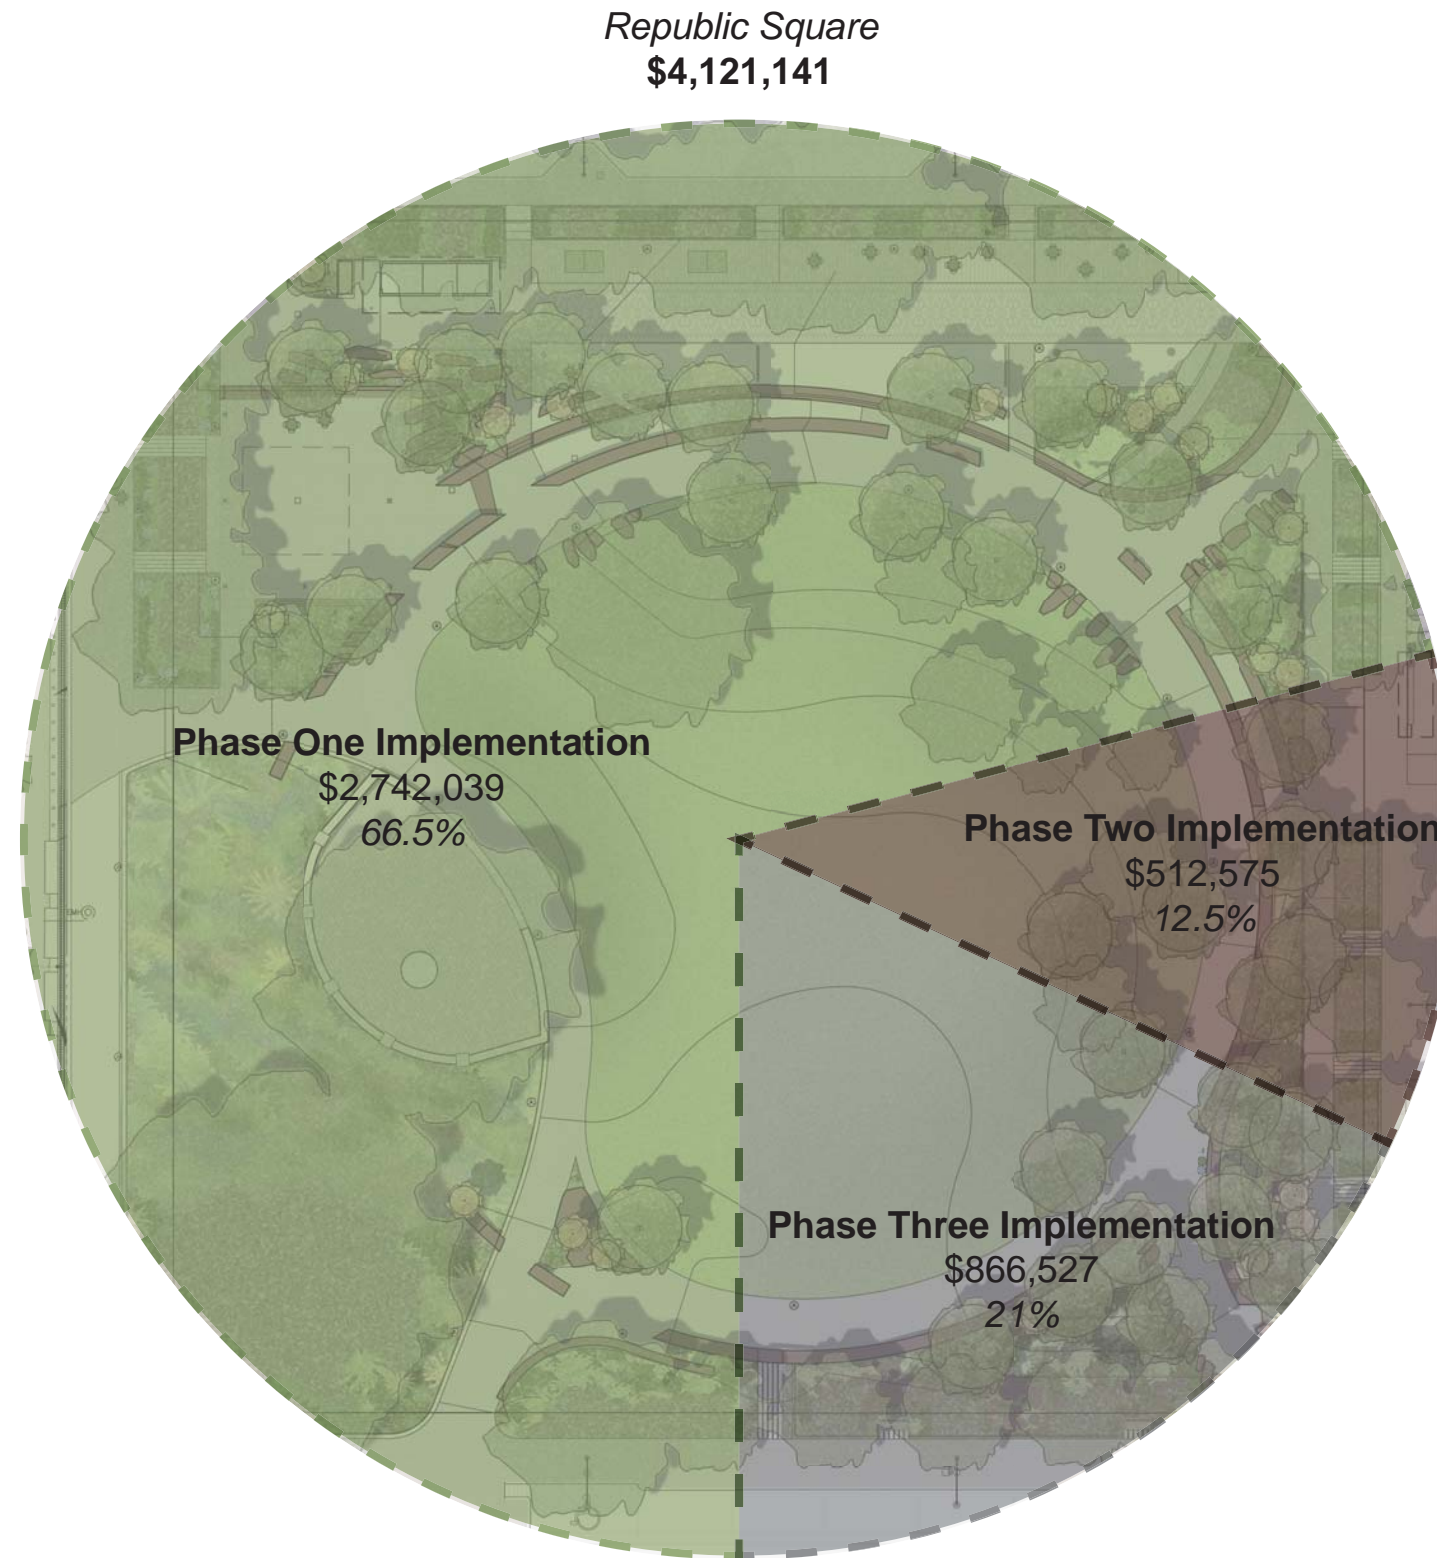 Republic Square
$4,121,141
Phase One Implementation
$2,742,039
66.5%
Phase Two Implementation
$512,575
12.5%
Phase Three Implementation
$866,527
21%